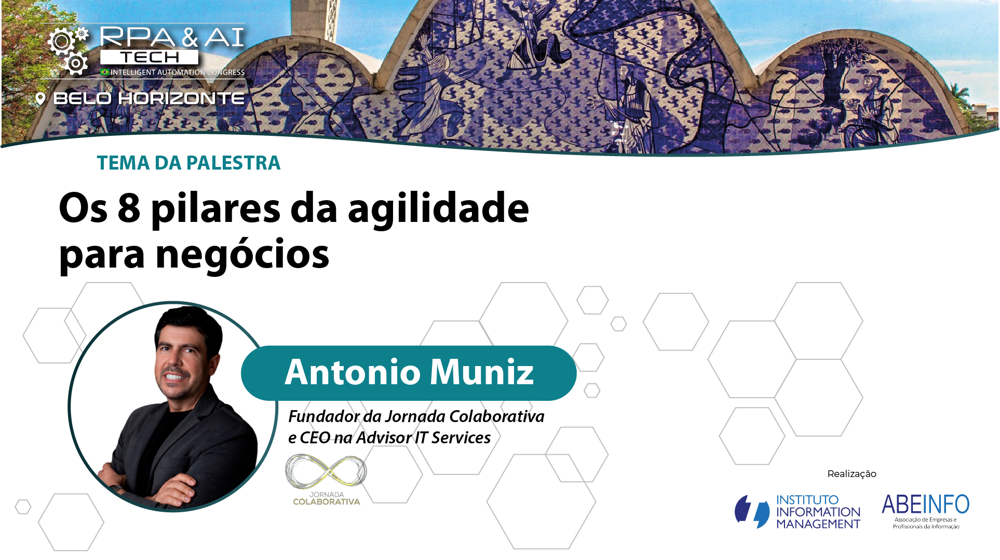 RPA & AI
TECH
INTELLIGENT AUTOMATION CONGRESS
BELO HORIZONTE
TEMA DA PALESTRA
Os 8 pilares da agilidade
para negócios
Antonio Muniz
Fundador da Jornada Colaborativa
e CEO na Advisor IT Services
JORNADA
COLABORATIVA
Realização
INSTITUTO
INFORMATION
MANAGEMENT
ABEINFO
Associação de Empresas e
Profissionais da Informação